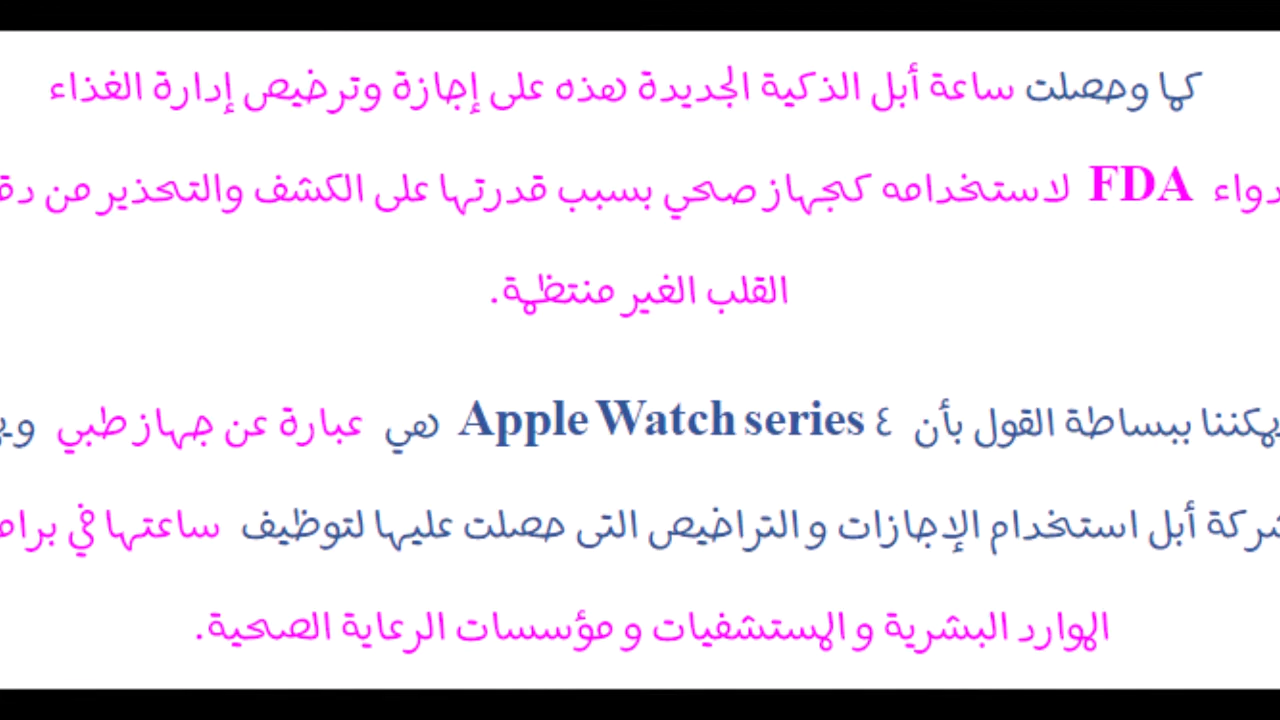 كما وحصلت ساعة أبل الذكية الجديدة هذه على إجازة وترخيص إدارة الغذاء
دواء FDA لاستخدامه كجهاز صحي بسبب قدرتها على الكشف والتحذير من دق
القلب الغير منتظمة.
يمكننا ببساطة القول بأن Apple Watch series ٤ هي عبارة عن جهاز طبي
شركة أبل استخدام الإجازات و التراخيص التى حصلت عليها لتوظيف ساعتها في برام
الموارد البشرية و المستشفيات و مؤسسات الرعاية الصحية.